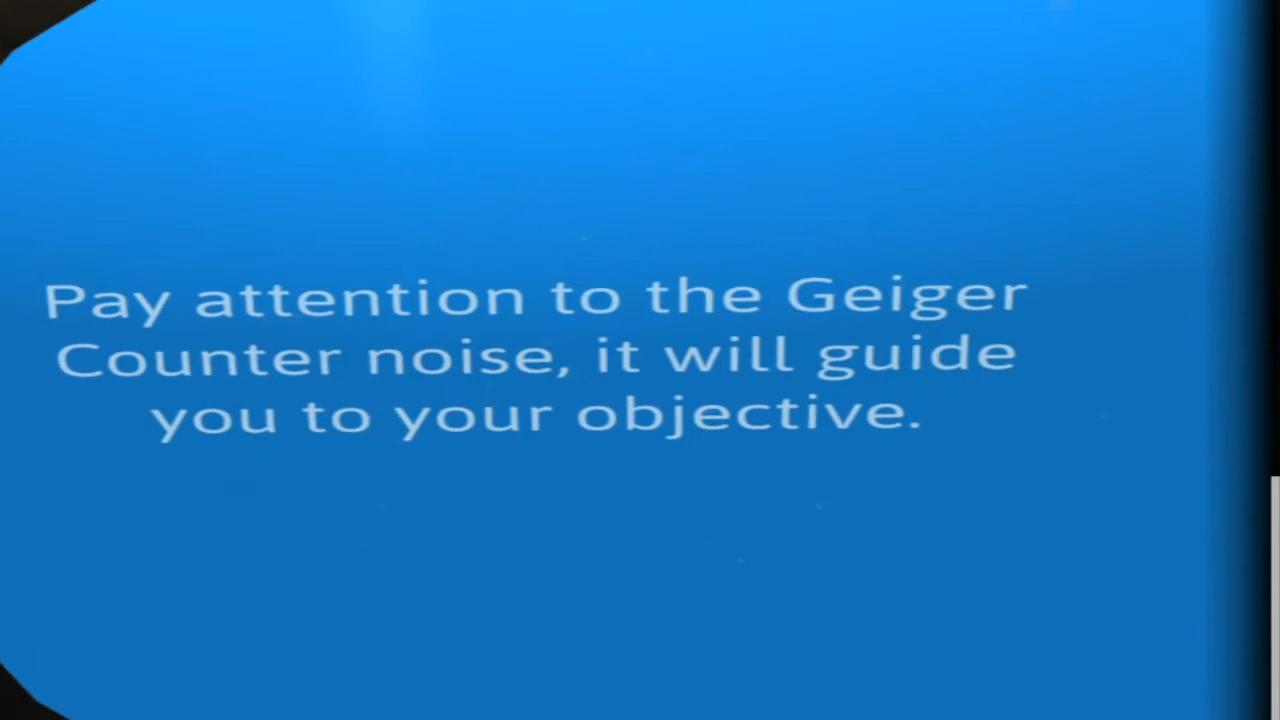 Pay attention to the Geiger
Counter noise, it will guide
you to your objective.